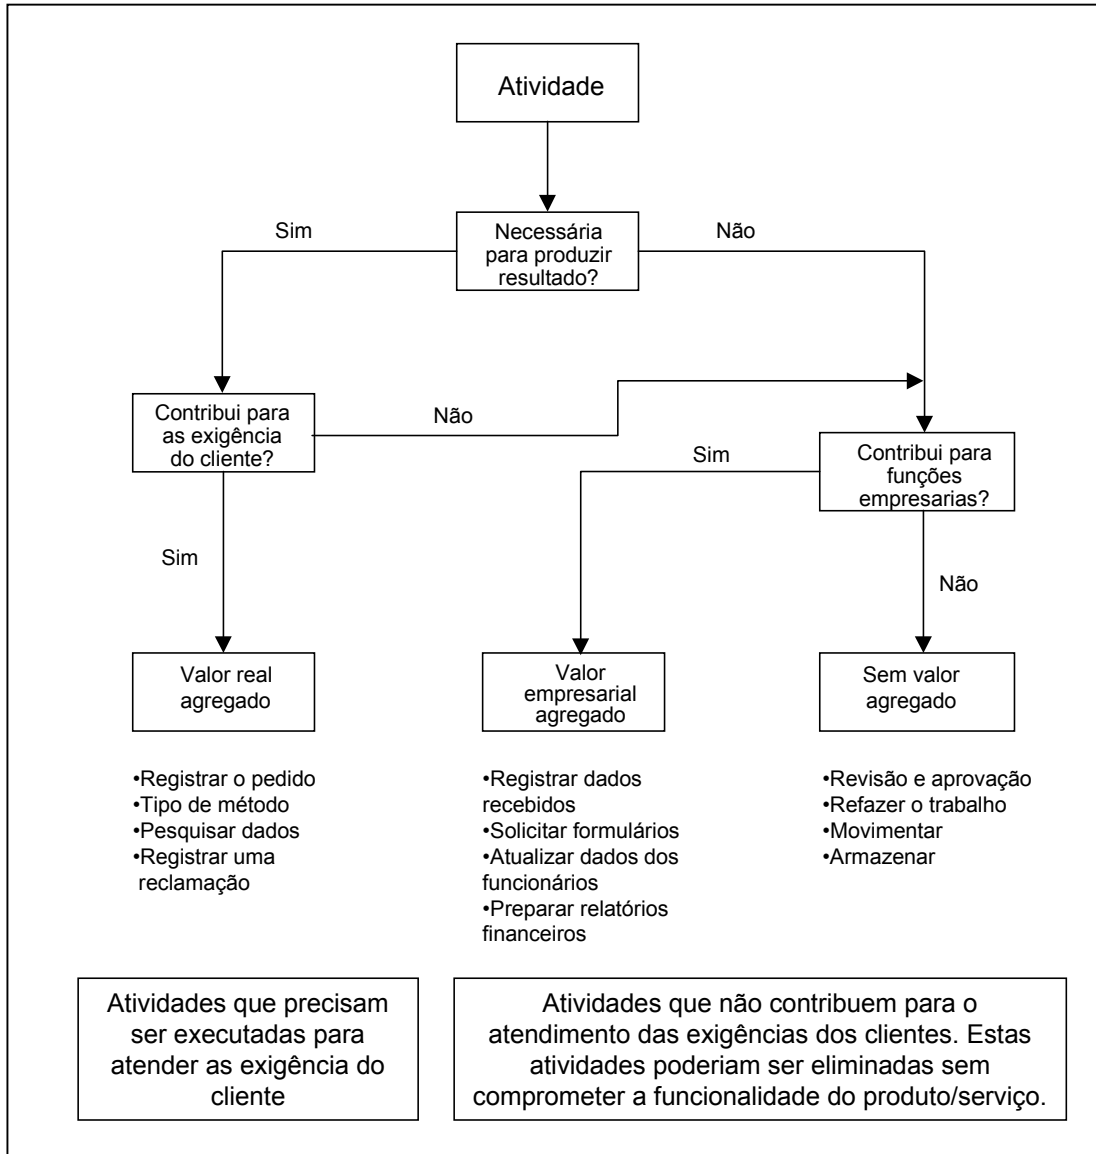 Atividade
Sim
Necessária
para produzir
resultado?
Não
Contribui para
as exigência
do cliente?
Não
Sim
Contribui para
funções
empresarias?
Sim
Não
Valor real
agregado
Valor
empresarial
agregado
Sem valor
agregado
•Registrar o pedido
•Tipo de método
•Pesquisar dados
•Registrar uma
reclamação
•Registrar dados
recebidos
•Solicitar formulários
•Atualizar dados dos
funcionários
•Preparar relatórios
financeiros
•Revisão e aprovação
•Refazer o trabalho
•Movimentar
•Armazenar
Atividades que precisam
ser executadas para
atender as exigência do
cliente
Atividades que não contribuem para o
atendimento das exigências dos clientes. Estas
atividades poderiam ser eliminadas sem
comprometer a funcionalidade do produto/serviço.